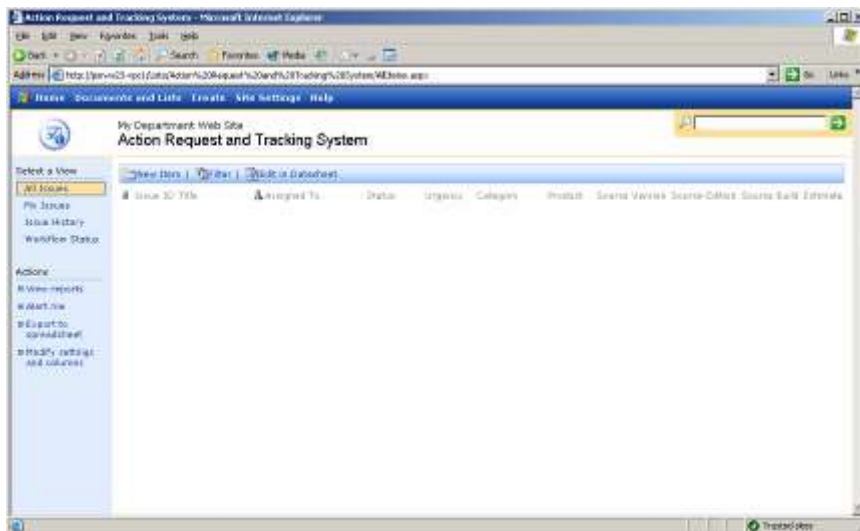 Action Request and Tracking System - Microsoft Internet Explorer
File Edit View Favorites Tools Help
Back Search Favorites Media
Address Go Links
Home Documents and Lists Create Site Settings Help
My Department Web Site
Action Request and Tracking System
Select a View
New Item | Filter | Edit in Datasheet
All Issues
Issue ID Title Assigned To Status Urgency Category Product Source Version Source Edition Source Build Estimate
My Issues
Issue History
Workflow Status
Actions
View reports
Alert me
Export to
spreadsheet
Modify settings
and columns
Trusted sites